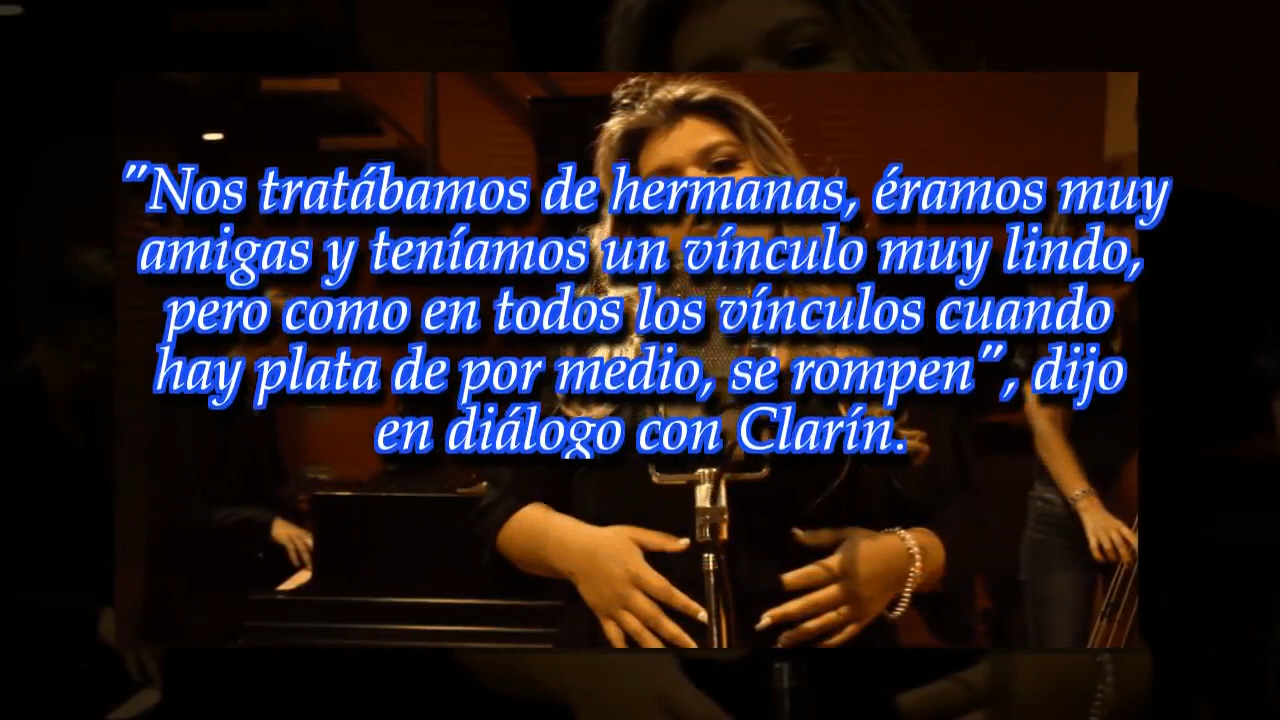 "Nos tratábamos de hermanas, éramos muy
amigas y teníamos un vínculo muy lindo,
pero como en todos los vínculos cuando
hay plata de por medio, se rompen", dijo
en diálogo con Clarín.